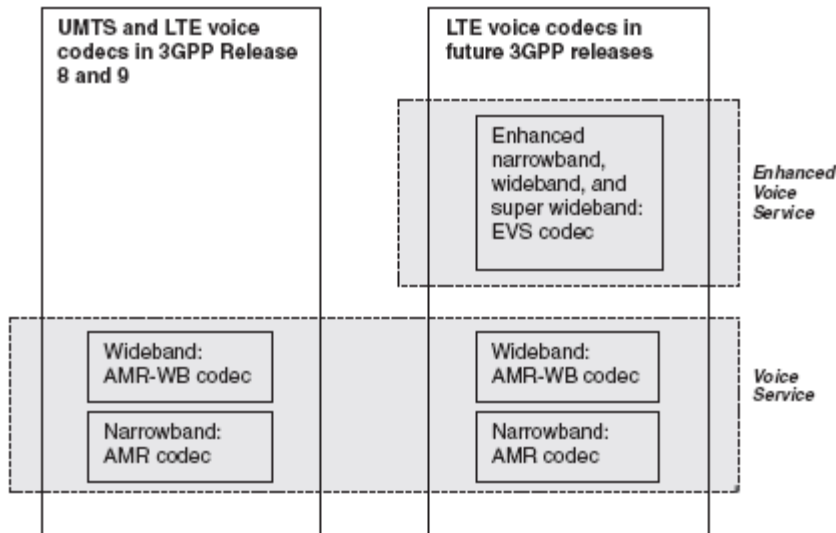 UMTS and LTE voice
codecs in 3GPP Release
8 and 9
LTE voice codecs in
future 3GPP releases
Enhanced
narrowband,
wideband, and
super wideband:
EVS codec
Enhanced
Voice
Service
Wideband:
AMR-WB codec
Narrowband:
AMR codec
Wideband:
AMR-WB codec
Narrowband:
AMR codec
Voice
Service